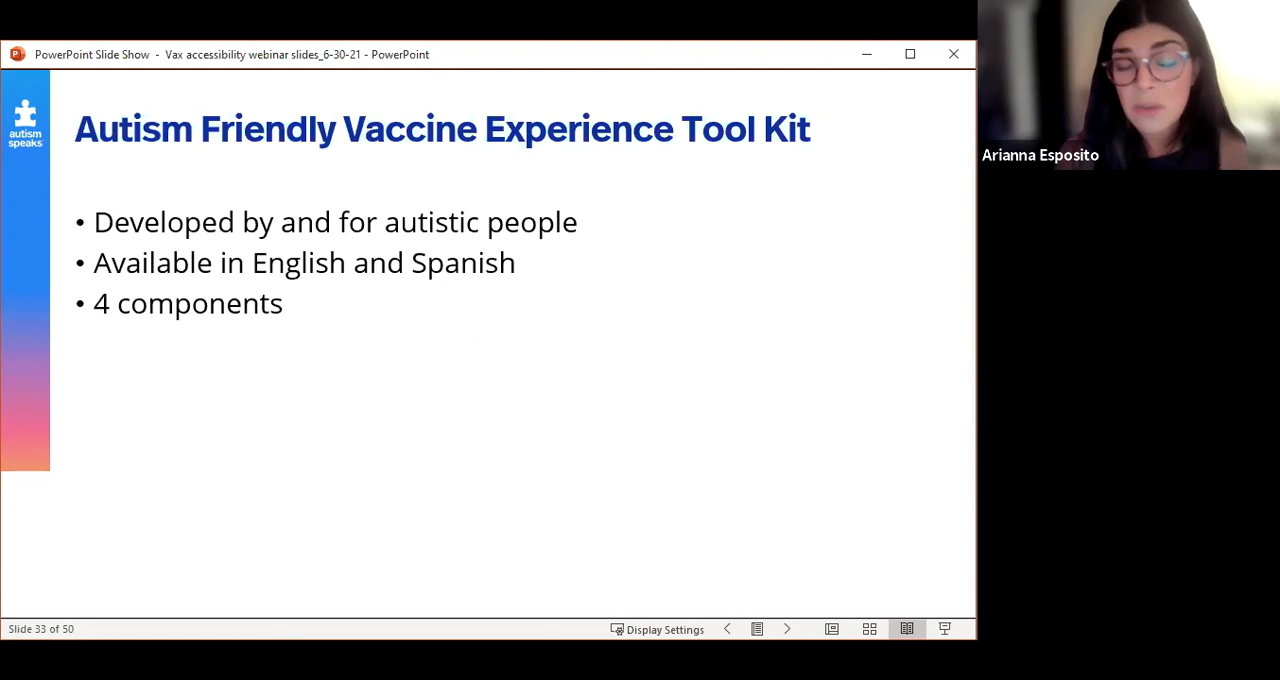 PowerPoint Slide Show - Vax accessibility webinar slides_6-30-21 - PowerPoint
autism
speaks
Autism Friendly Vaccine Experience Tool Kit
• Developed by and for autistic people
• Available in English and Spanish
• 4 components
Arianna Esposito
Slide 33 of 50
Display Settings